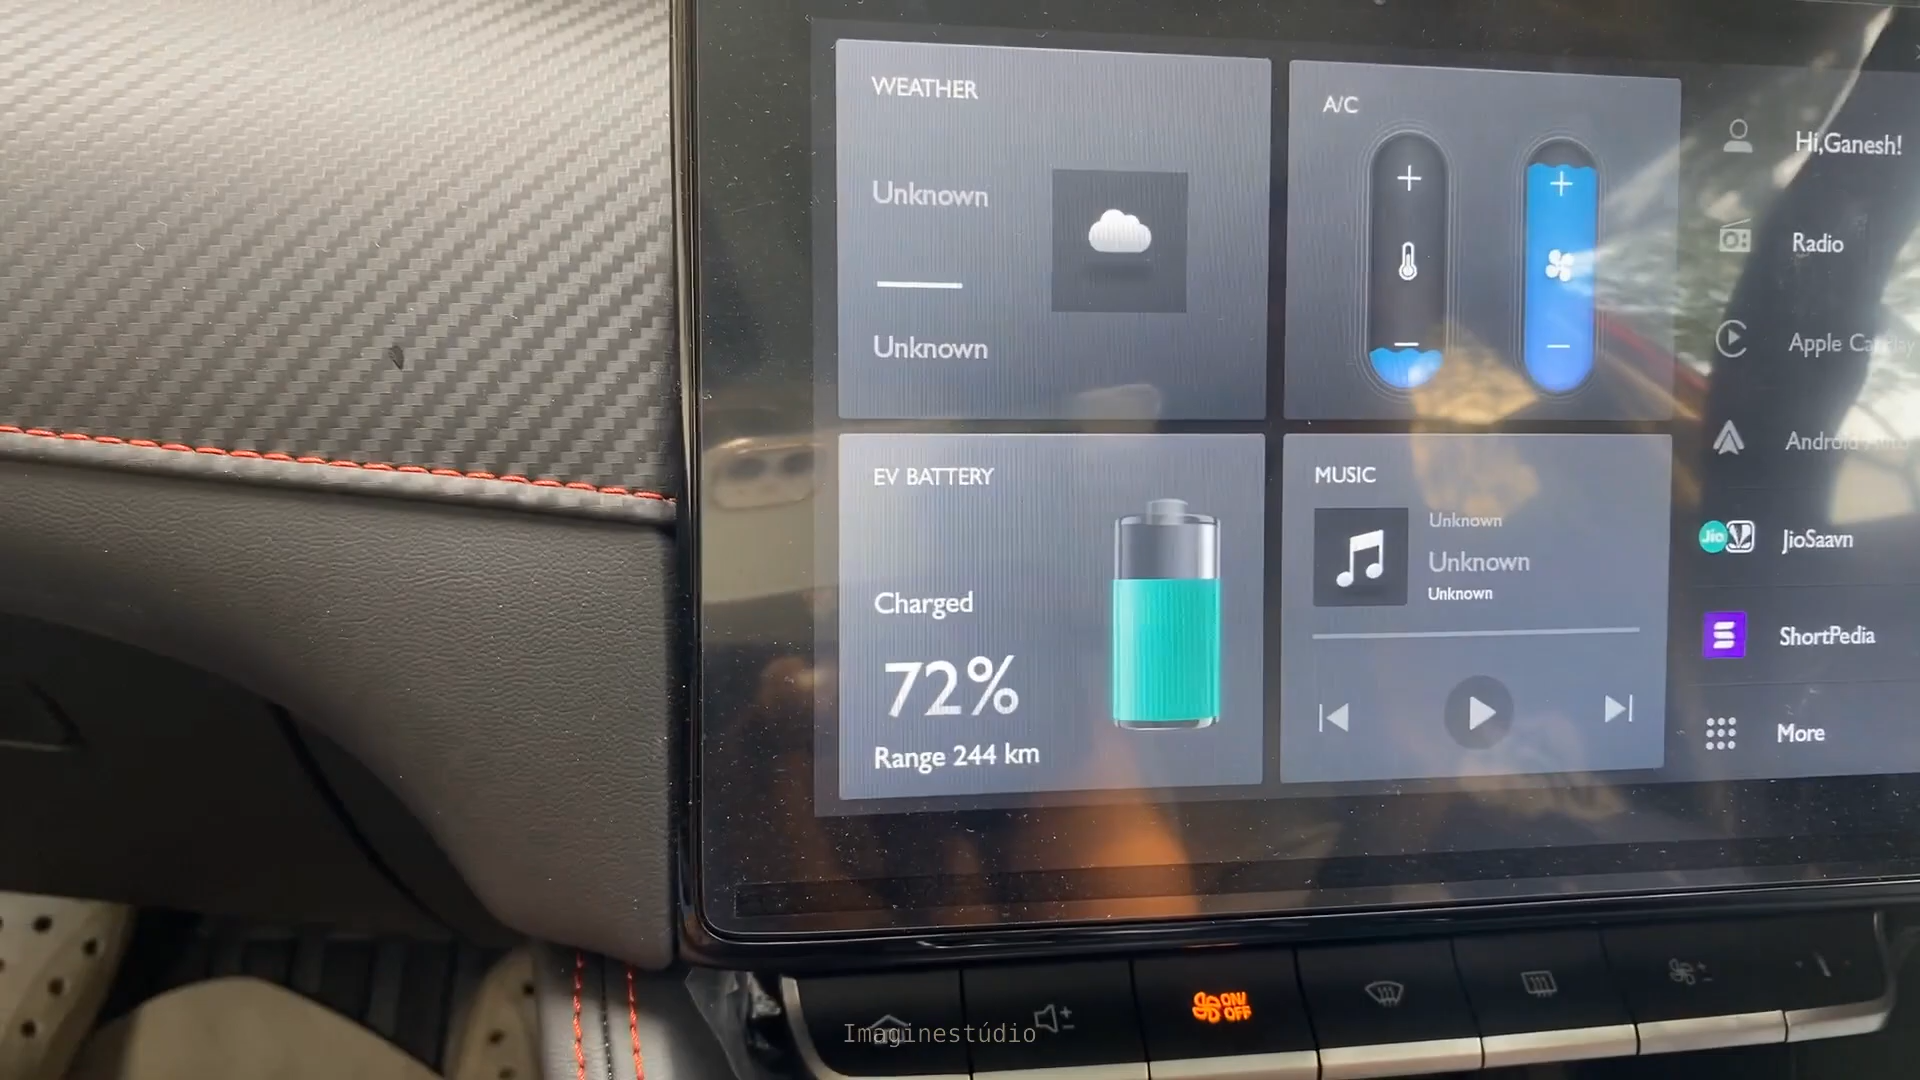 WEATHER
Unknown
Unknown
A/C
Hi,Ganesh!
Radio
Apple CarPlay
Android Auto
JioSaavn
Jio
ShortPedia
More
EV BATTERY
Charged
72%
Range 244 km
MUSIC
Unknown
Unknown
Unknown
ON/
OFF
Imaginestúdio